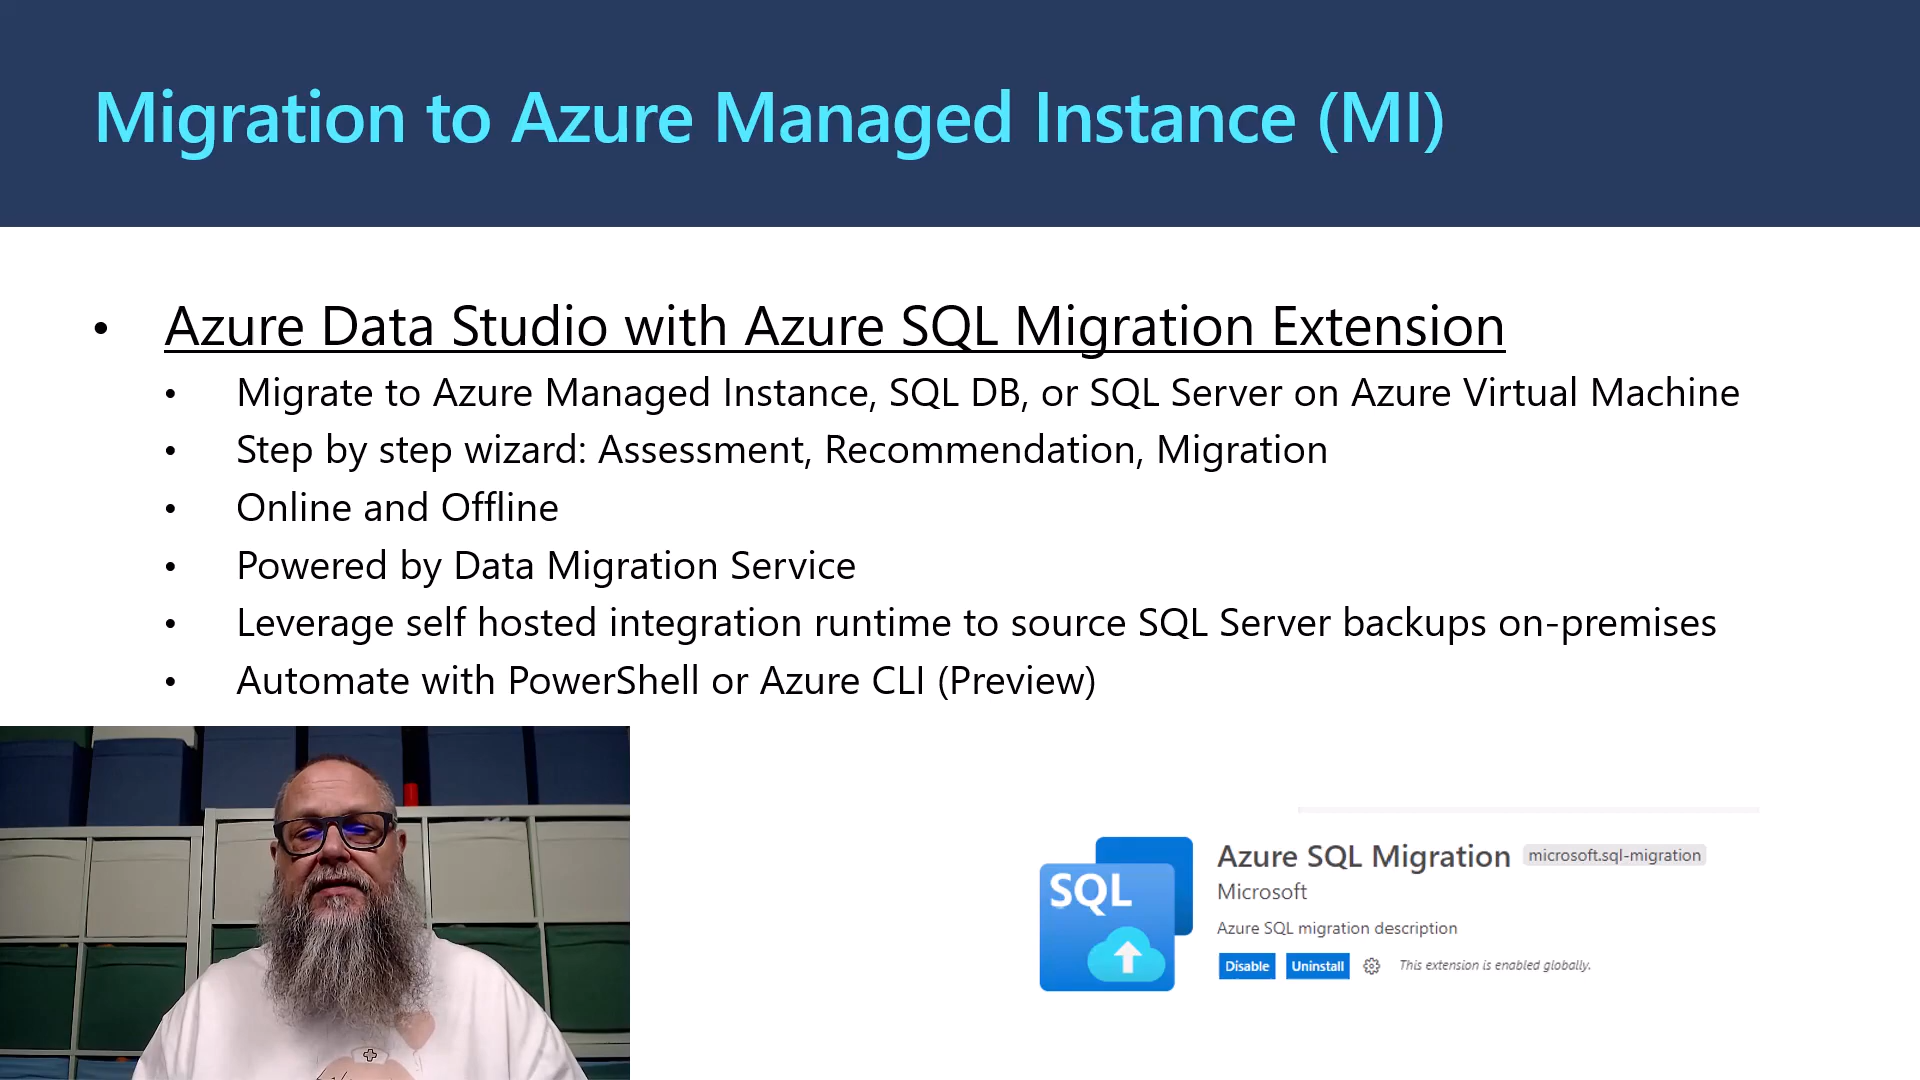 Migration to Azure Managed Instance (MI)
• Azure Data Studio with Azure SQL Migration Extension
• Migrate to Azure Managed Instance, SQL DB, or SQL Server on Azure Virtual Machine
• Step by step wizard: Assessment, Recommendation, Migration
• Online and Offline
• Powered by Data Migration Service
• Leverage self hosted integration runtime to source SQL Server backups on-premises
• Automate with PowerShell or Azure CLI (Preview)
SQL
Azure SQL Migration microsoft.sql-migration
Microsoft
Azure SQL migration description
Disable Uninstall This extension is enabled globally.